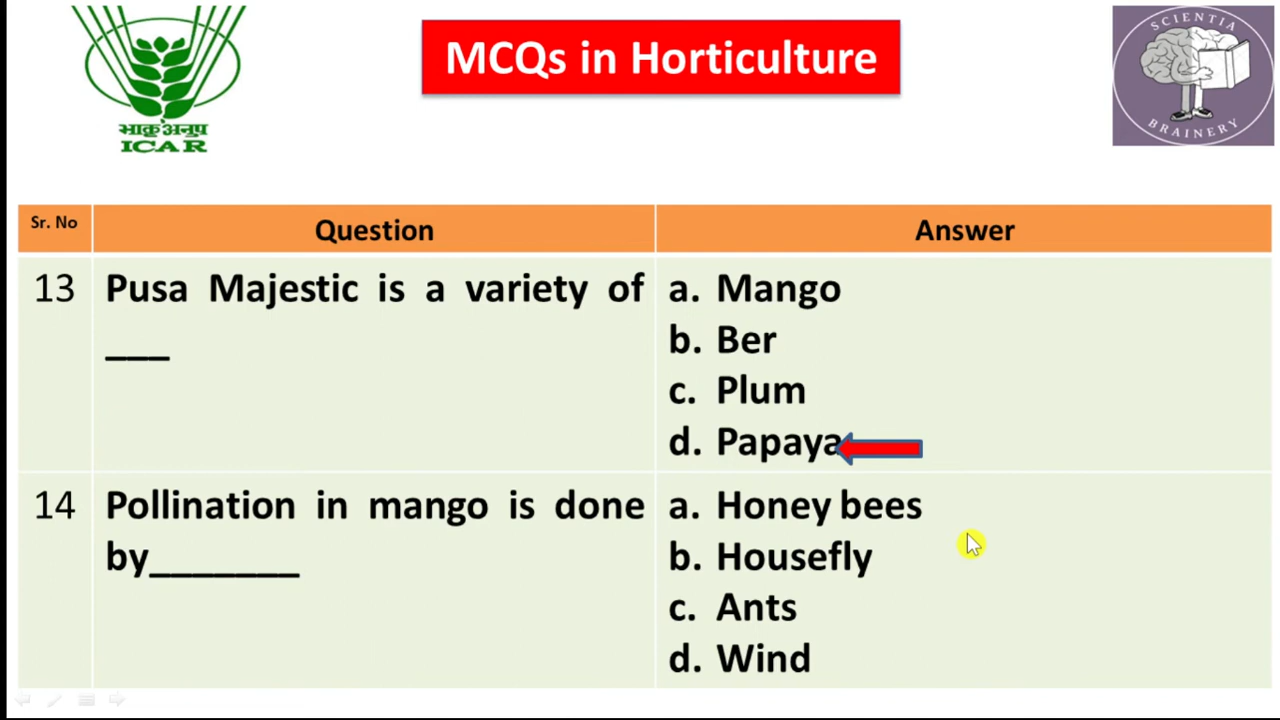 भाकृअनुप
ICAR
MCQs in Horticulture
SCIENTIA
BRAINERY
Sr. No
Question
Answer
13
Pusa Majestic is a variety of
___
a. Mango
b. Ber
c. Plum
d. Papaya
14
Pollination in mango is done
by_______
a. Honey bees
b. Housefly
c. Ants
d. Wind